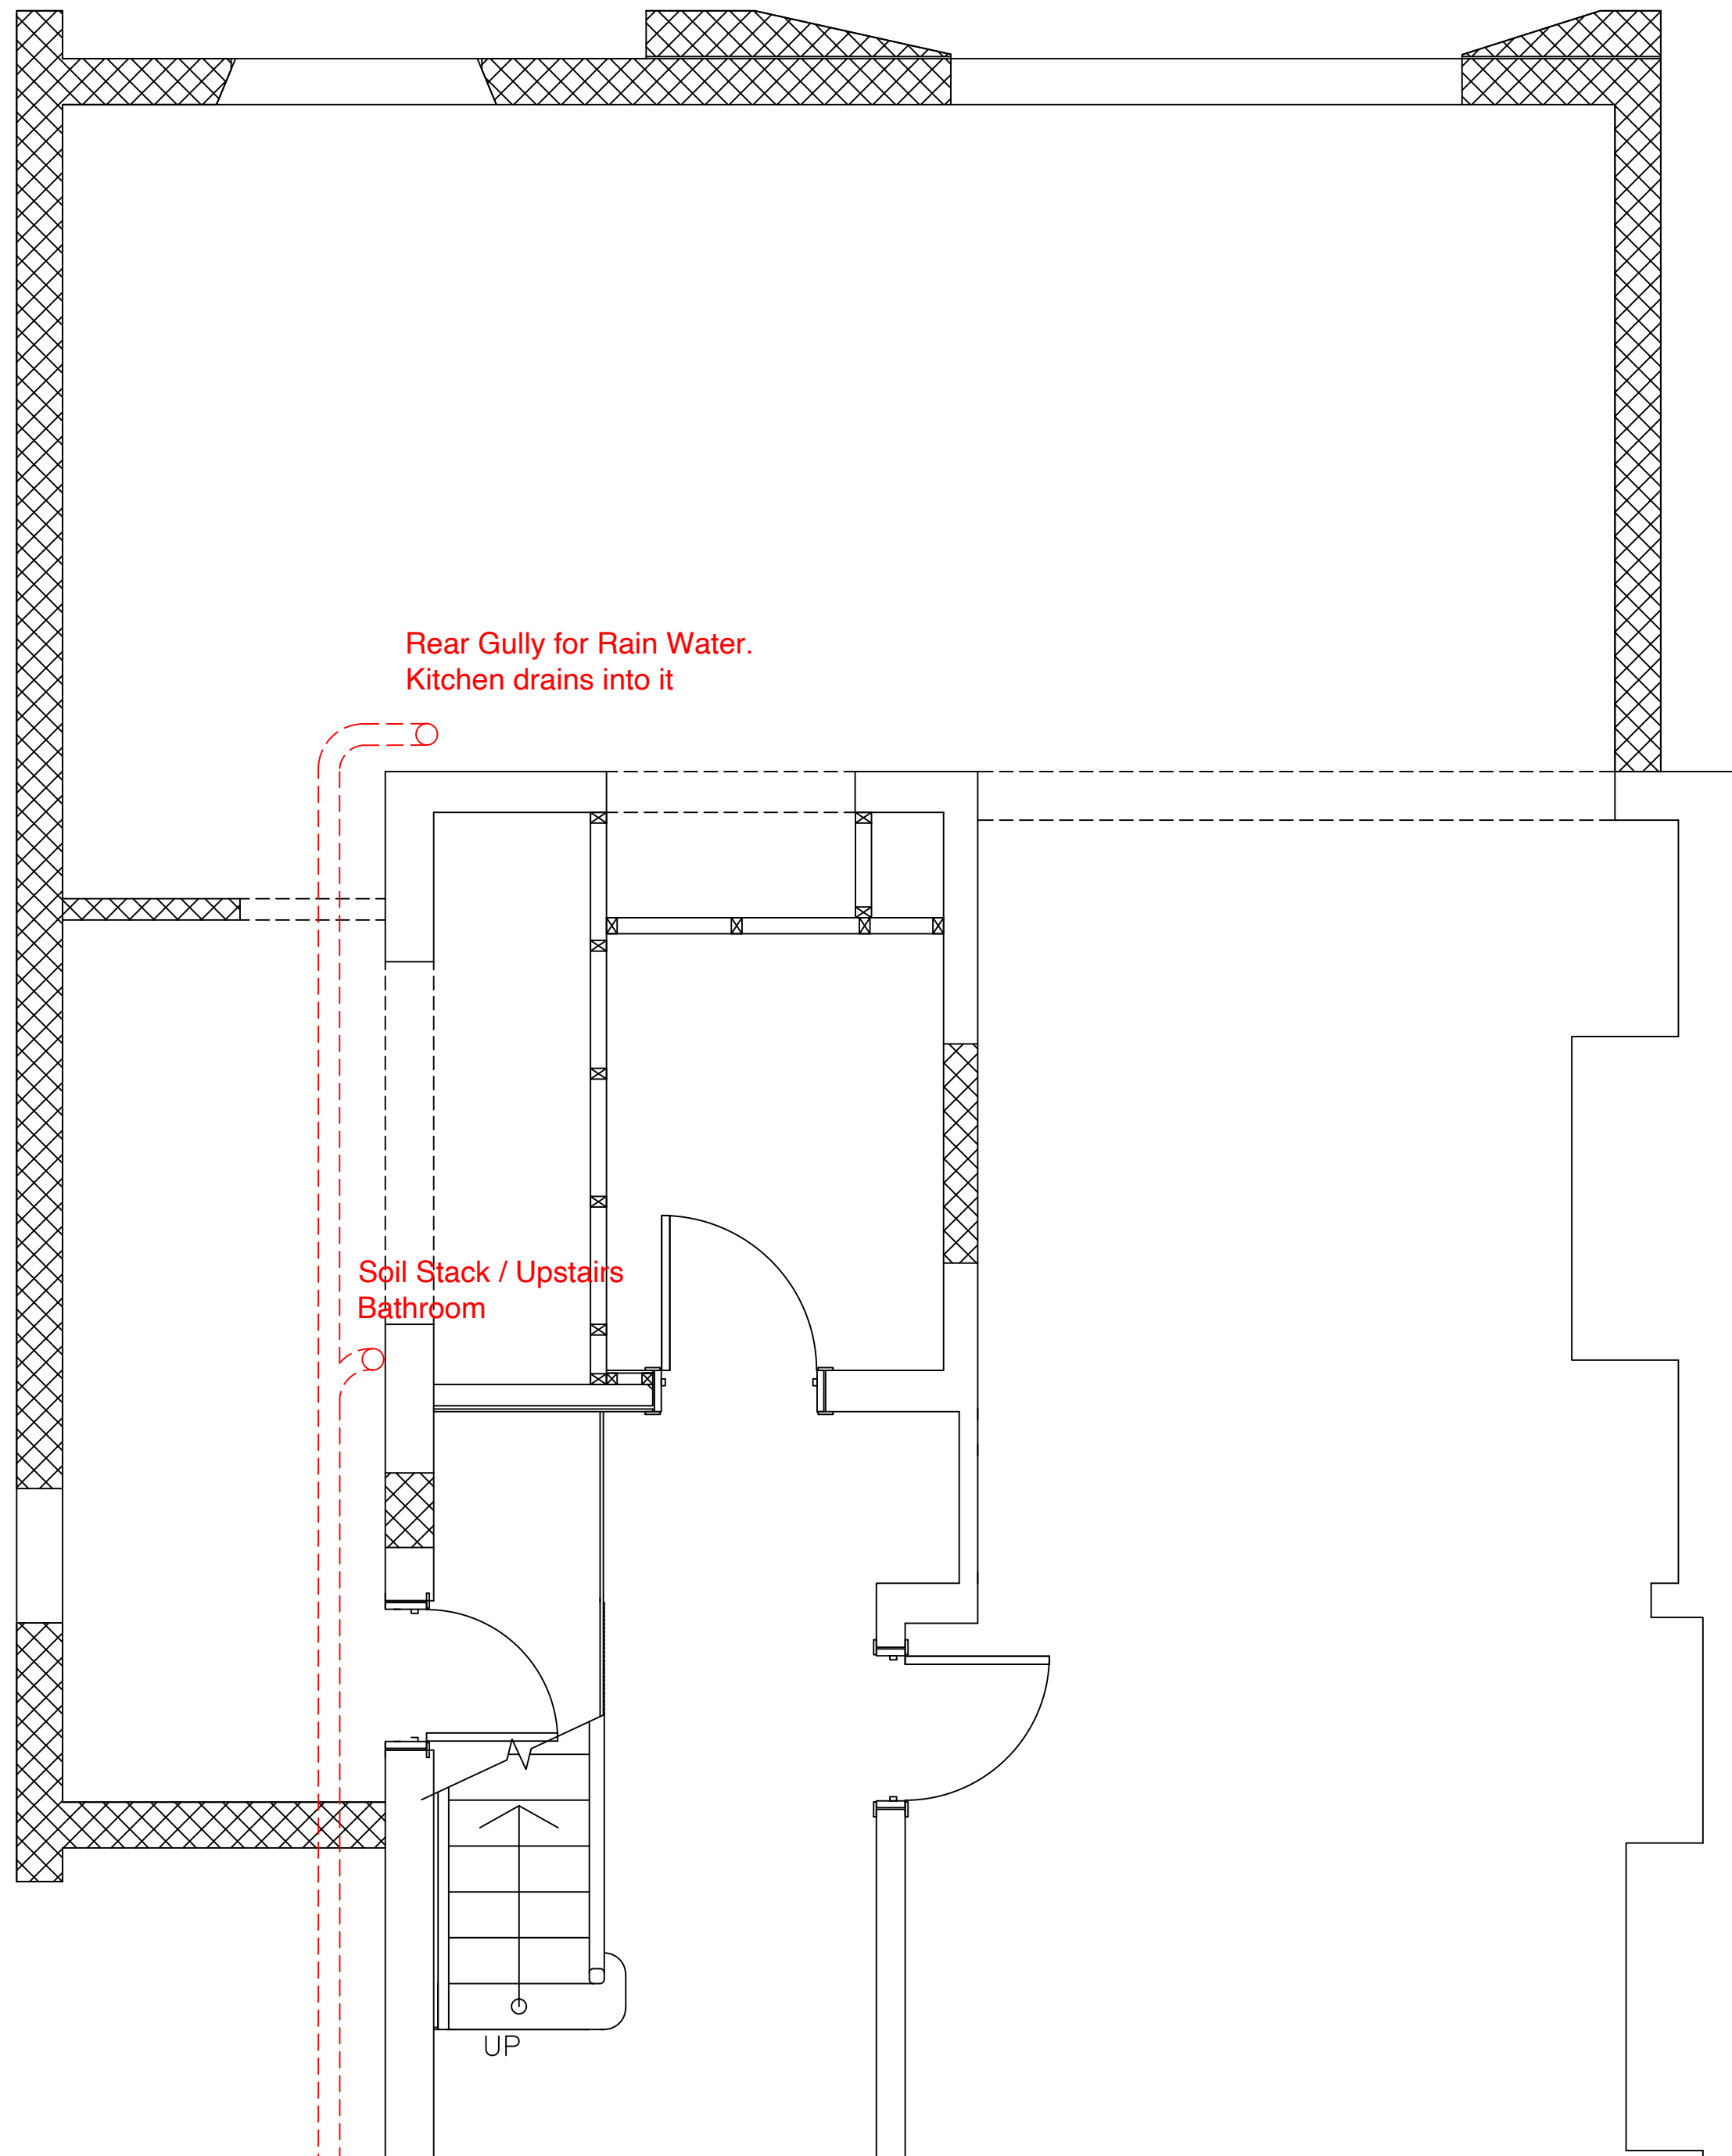 Rear Gully for Rain Water.
Kitchen drains into it
Soil Stack / Upstairs
Bathroom
UP